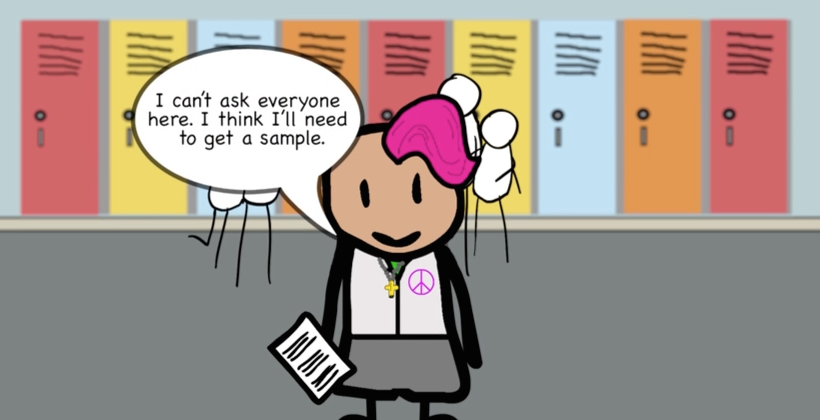 I can't ask everyone
here. I think I'll need
to get a sample.